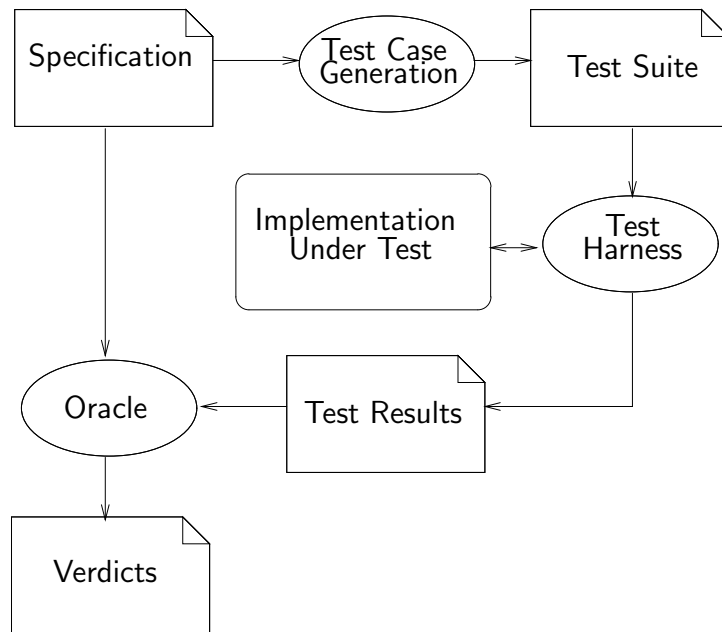 Specification
Test Case
Generation
Test Suite
Implementation
Under Test
Test
Harness
Oracle
Test Results
Verdicts